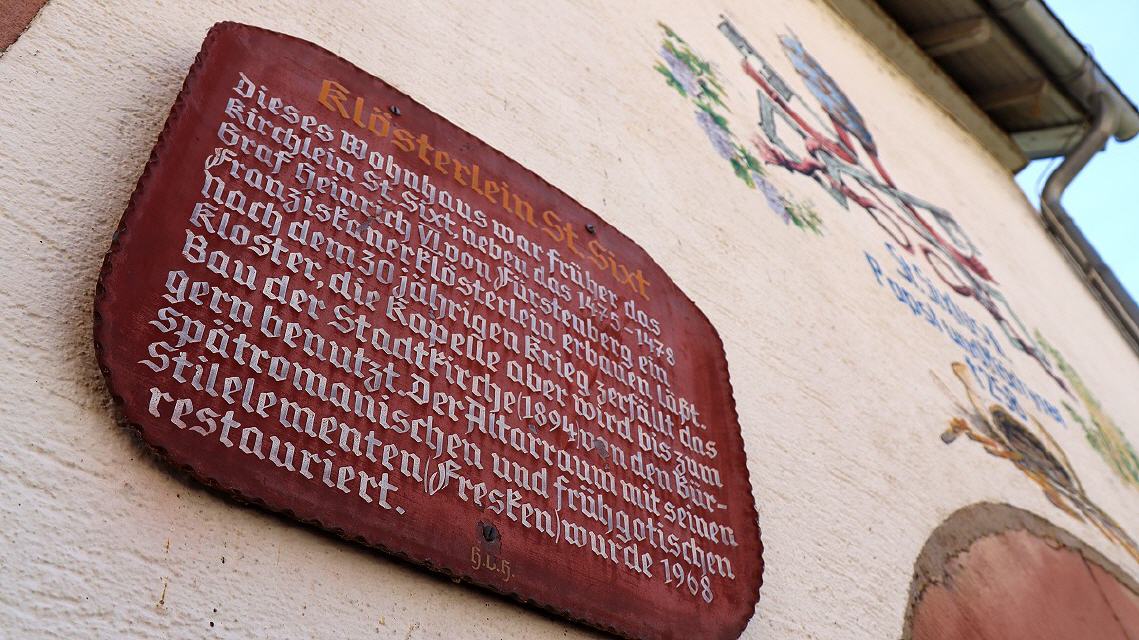 Klösterlein St. Sixt
Dieses Wohnhaus war früher das
Kirchlein St. Sixt, neben das 1475-1478
Graf Heinrich VI von Fürstenberg ein
Franziskanerklösterlein erbauen läßt.
Nach dem 30 jährigen Krieg zerfällt das
Kloster, die Kapelle aber wird bis zum
Bau der Stadtkirche (1894) von den Bür-
gern benutzt. Der Altarraum mit seinen
spätromanischen und frühgotischen
Stilelementen (Fresken) wurde 1968
restauriert.
H.L.H.
Papst